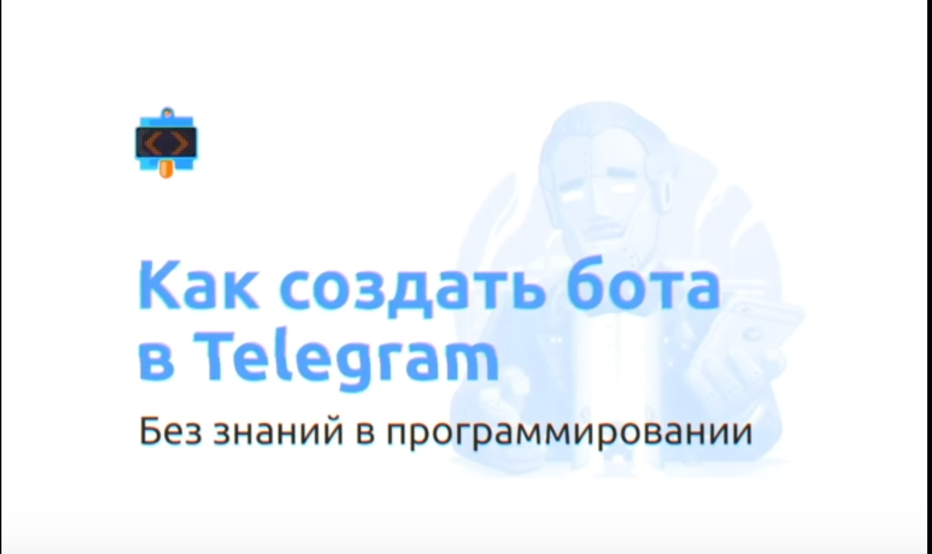 Как создать бота
в Telegram
Без знаний в программировании